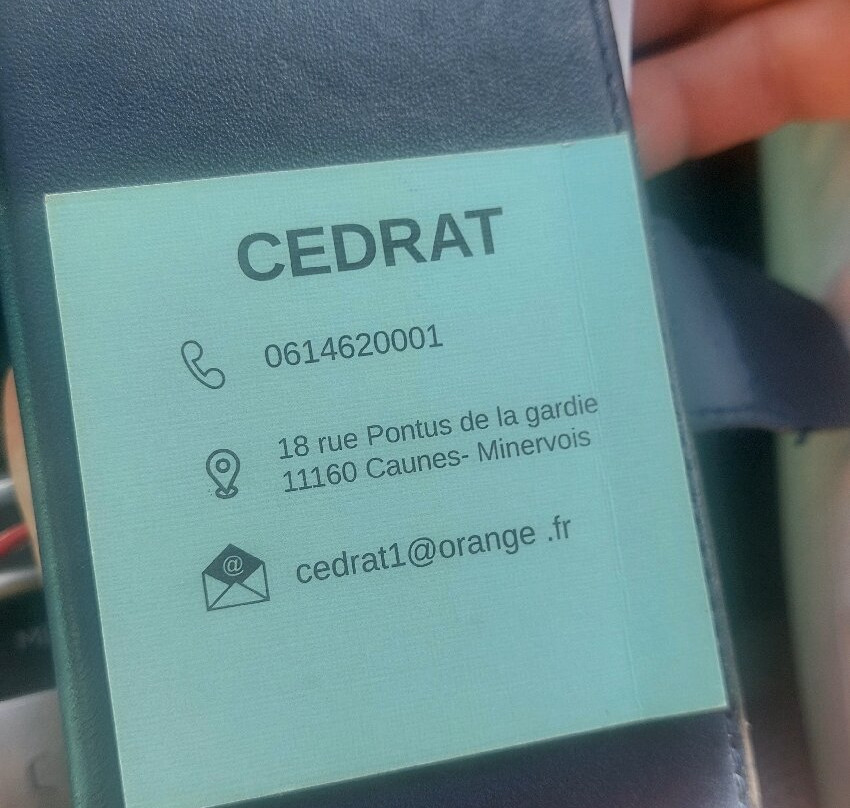 CEDRAT
0614620001
18 rue Pontus de la gardie
11160 Caunes- Minervois
@
cedrat1@orange .fr